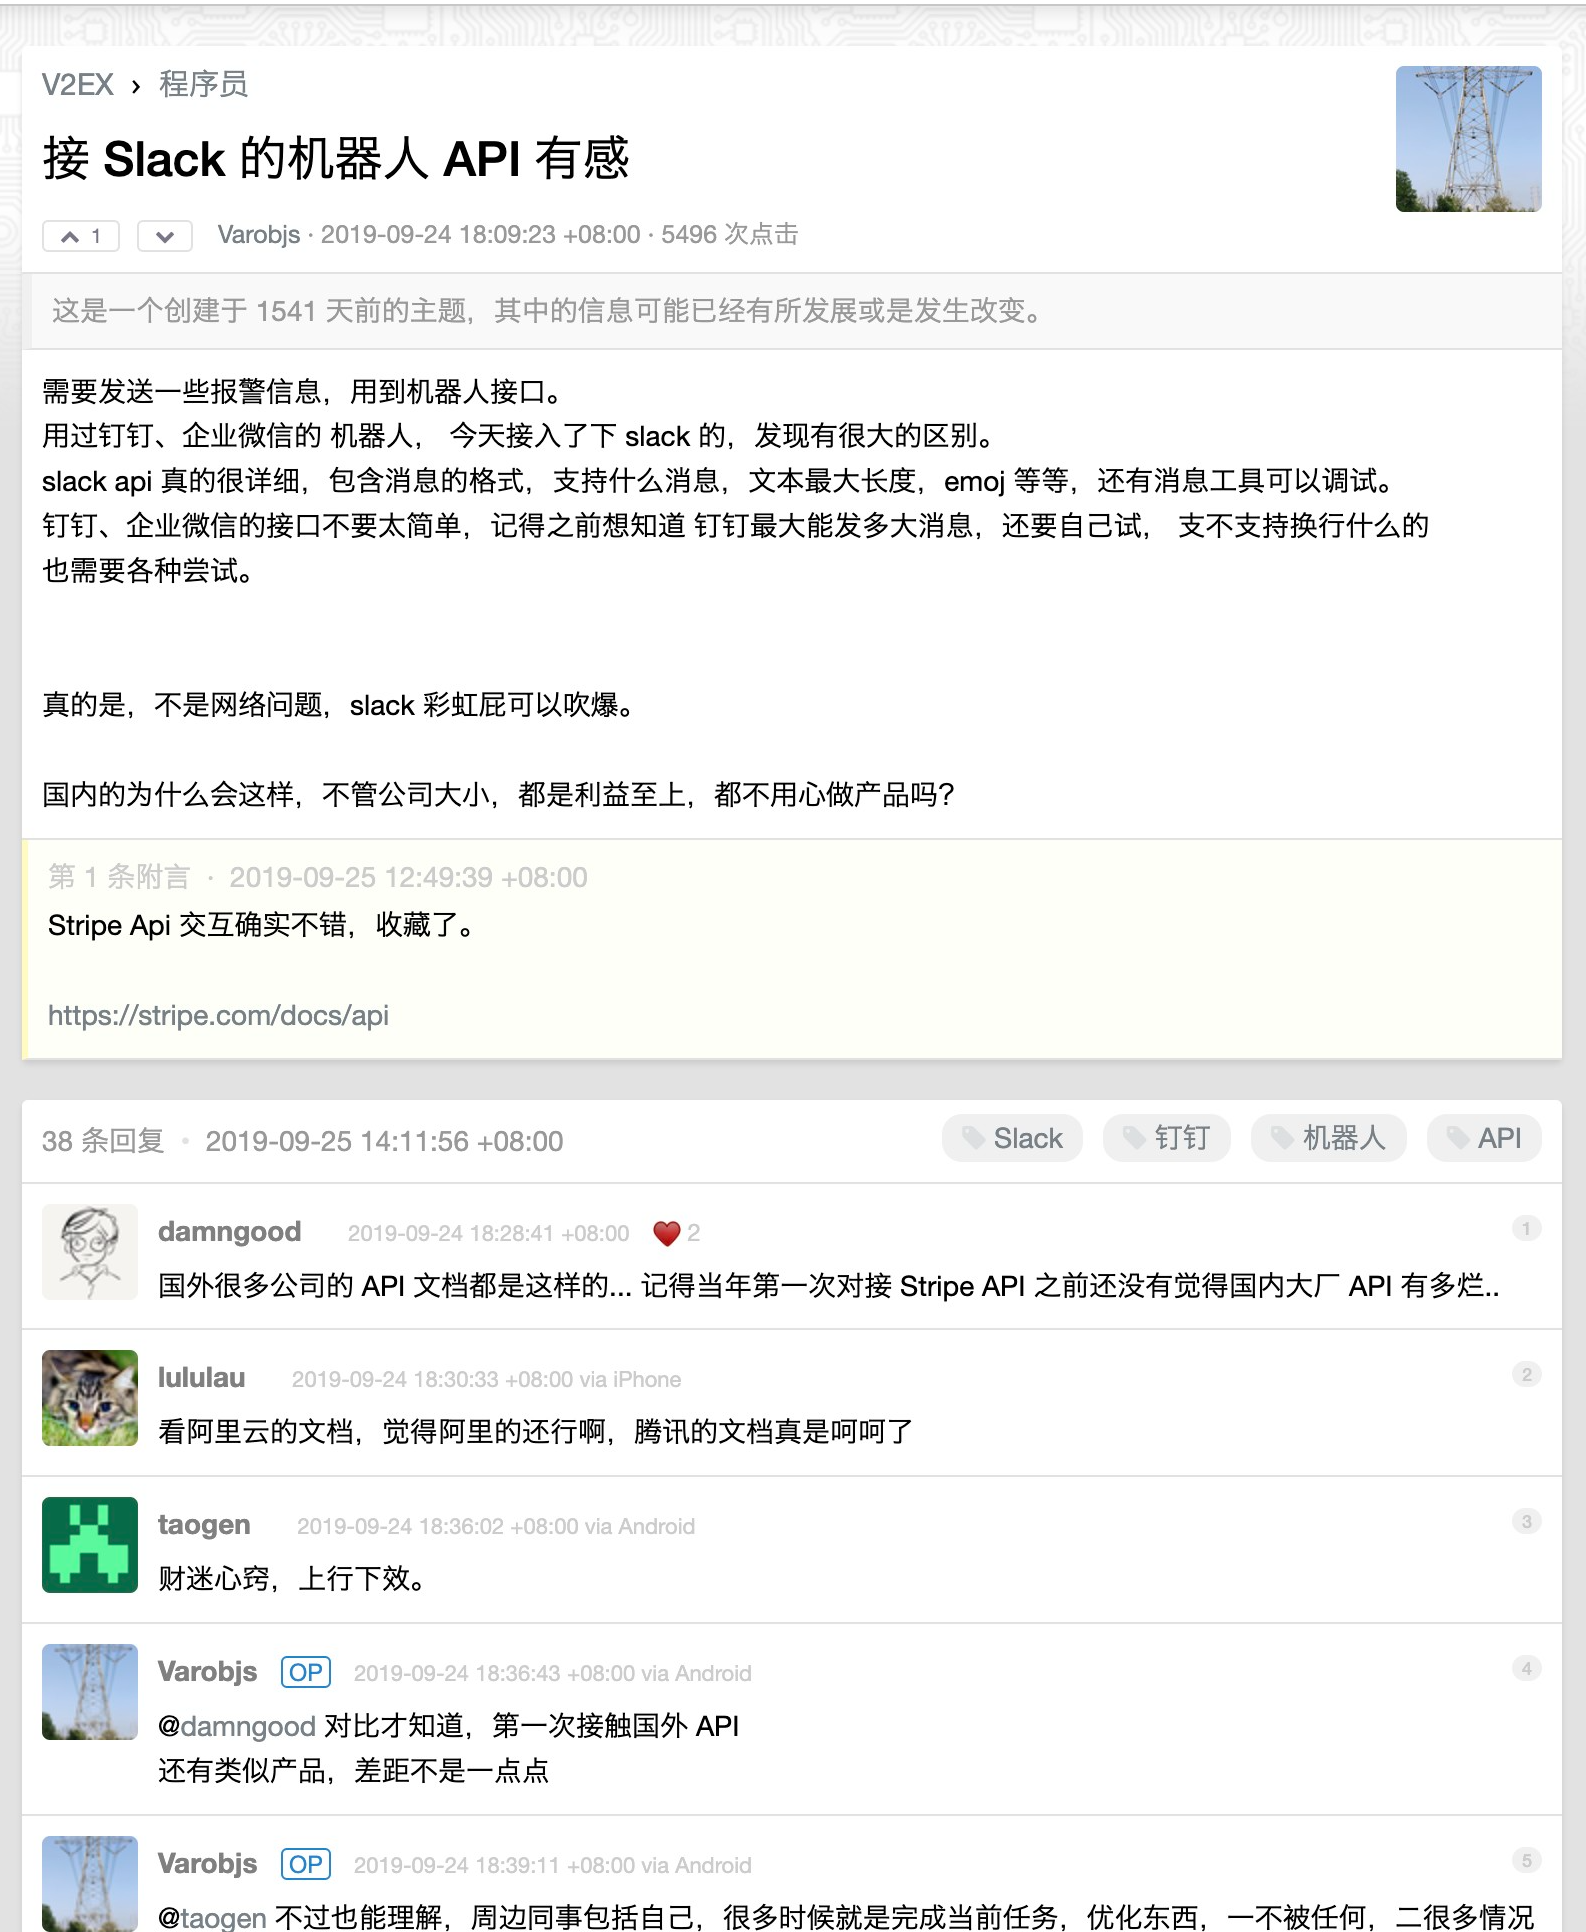 V2EX › 程序员
接 Slack 的机器人 API 有感
1 Varobjs · 2019-09-24 18:09:23 +08:00 · 5496 次点击
这是一个创建于 1541 天前的主题，其中的信息可能已经有所发展或是发生改变。
需要发送一些报警信息，用到机器人接口。
用过钉钉、企业微信的 机器人， 今天接入了下 slack 的，发现有很大的区别。
slack api 真的很详细，包含消息的格式，支持什么消息，文本最大长度，emoj 等等，还有消息工具可以调试。
钉钉、企业微信的接口不要太简单，记得之前想知道 钉钉最大能发多大消息，还要自己试， 支不支持换行什么的
也需要各种尝试。
真的是，不是网络问题，slack 彩虹屁可以吹爆。
国内的为什么会这样，不管公司大小，都是利益至上，都不用心做产品吗？
第 1 条附言 · 2019-09-25 12:49:39 +08:00
Stripe Api 交互确实不错，收藏了。
https://stripe.com/docs/api
38 条回复 • 2019-09-25 14:11:56 +08:00 Slack 钉钉 机器人 API
damngood 2019-09-24 18:28:41 +08:00 ❤️ 2 1
国外很多公司的 API 文档都是这样的... 记得当年第一次对接 Stripe API 之前还没有觉得国内大厂 API 有多烂..
lululau 2019-09-24 18:30:33 +08:00 via iPhone 2
看阿里云的文档，觉得阿里的还行啊，腾讯的文档真是呵呵了
taogen 2019-09-24 18:36:02 +08:00 via Android 3
财迷心窍，上行下效。
Varobjs OP 2019-09-24 18:36:43 +08:00 via Android 4
@damngood 对比才知道，第一次接触国外 API
还有类似产品，差距不是一点点
Varobjs OP 2019-09-24 18:39:11 +08:00 via Android 5
@taogen 不过也能理解，周边同事包括自己，很多时候就是完成当前任务，优化东西，一不被任何，二很多情况